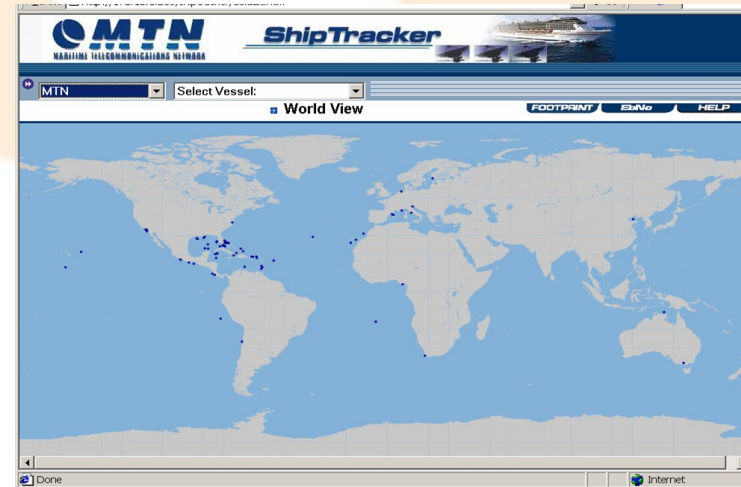 MTN
MARITIME TELECOMMUNICATIONS NETWORK
ShipTracker
MTN
Select Vessel:
World View
FOOTPRINT
EbNo
HELP
Done
Internet